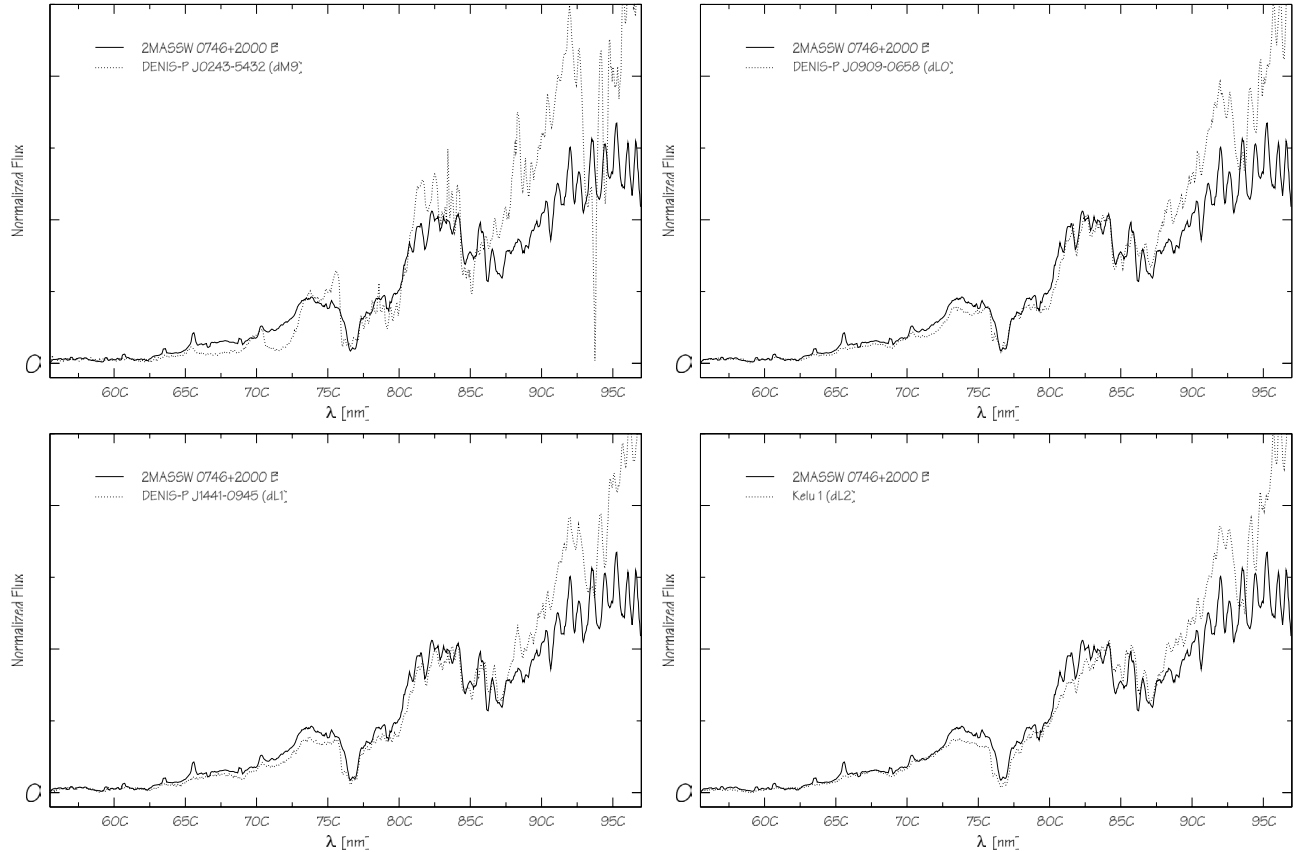 2MASSW 0746+2000 B
DENIS-P J0243-5432 (dM9)
Normalized Flux
0
600 650 700 750 800 850 900 950
λ [nm]
2MASSW 0746+2000 B
DENIS-P J0909-0658 (dL0)
Normalized Flux
0
600 650 700 750 800 850 900 950
λ [nm]
2MASSW 0746+2000 B
DENIS-P J1441-0945 (dL1)
Normalized Flux
0
600 650 700 750 800 850 900 950
λ [nm]
2MASSW 0746+2000 B
Kelu 1 (dL2)
Normalized Flux
0
600 650 700 750 800 850 900 950
λ [nm]